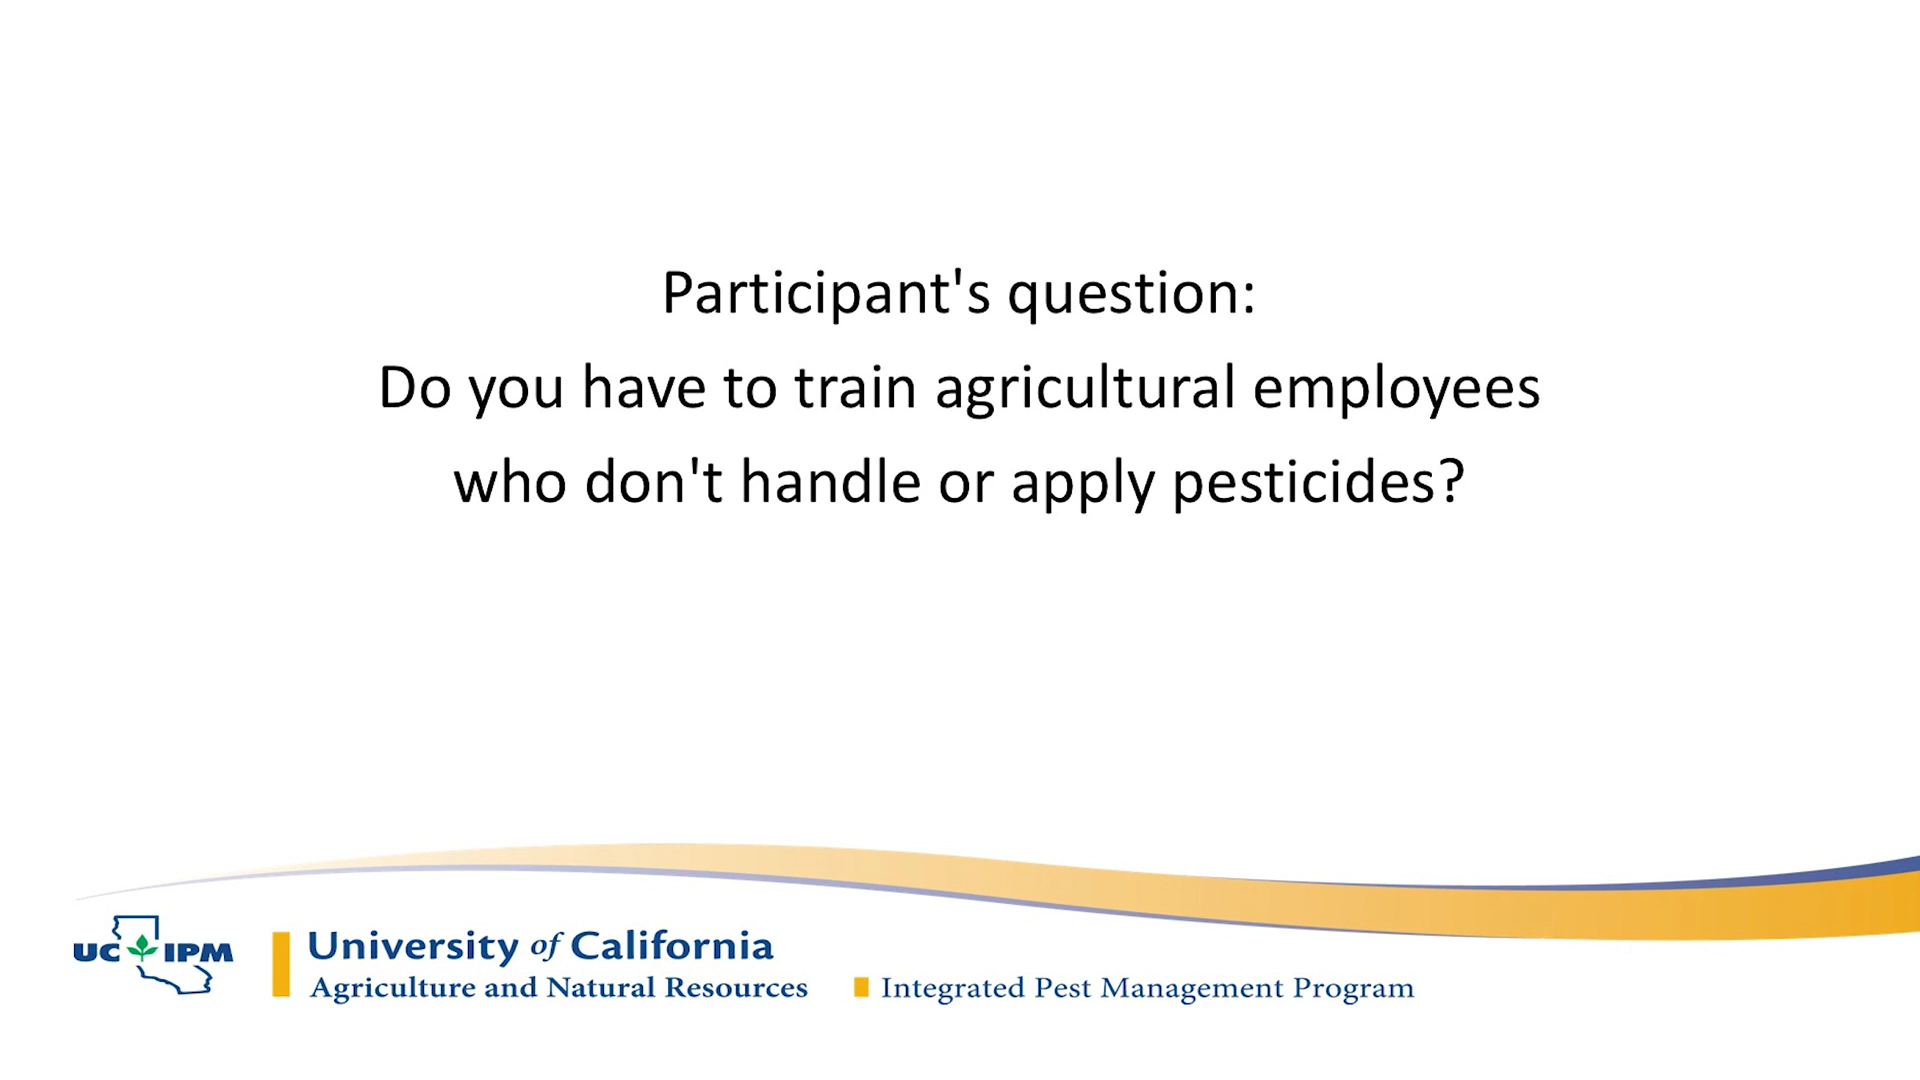 Participant's question:
Do you have to train agricultural employees
who don't handle or apply pesticides?
UC IPM
University of California
Agriculture and Natural Resources
Integrated Pest Management Program